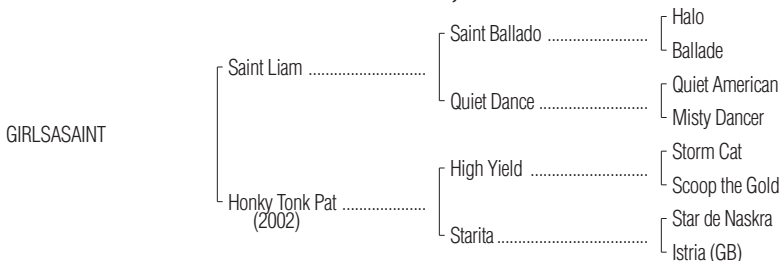 Halo
Saint Ballado ..........................
Ballade
Saint Liam ..............................
Quiet American
Quiet Dance ............................
Misty Dancer
GIRLSASAINT
Storm Cat
High Yield ..............................
Scoop the Gold
Honky Tonk Pat .....................
(2002)
Star de Naskra
Starita .......................................
Istria (GB)